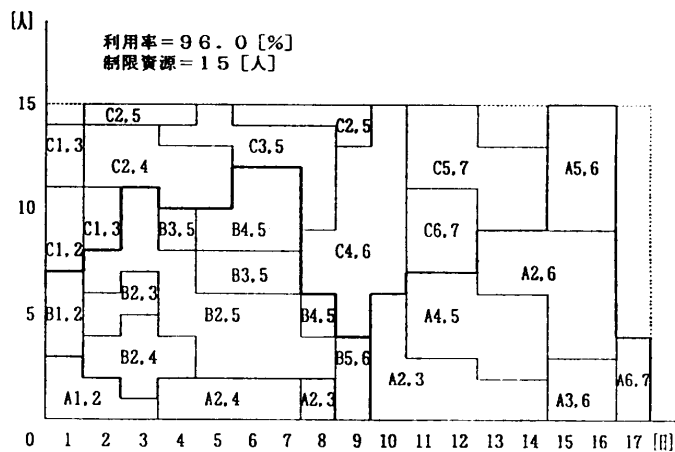 [人]
利用率＝９６．０［％］
制限資源＝１５［人］
15
C2,5 C2,5
C1,3 C3,5
C2,4 C5,7 A5,6
10
C1,3 B3,5 B4,5 C6,7
C1,2 C4,6
B3,5 A2,6
B2,3
5 B1,2 B2,5 B4,5 A4,5
B2,4 B5,6
A2,3 A6,7
A1,2 A2,4 A2,3 A3,6
0 1 2 3 4 5 6 7 8 9 10 11 12 13 14 15 16 17 [日]